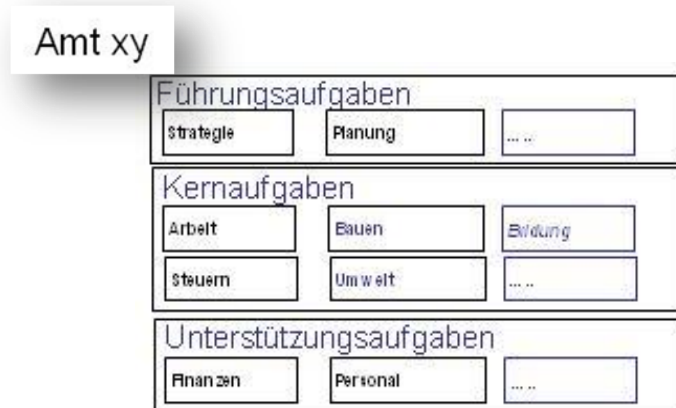 Amt xy
Führungsaufgaben
Strategie Planung .... ..
Kernaufgaben
Arbeit Bauen Bildung
Steuern Umwelt .... ..
Unterstützungsaufgaben
Finanzen Personal .... ..